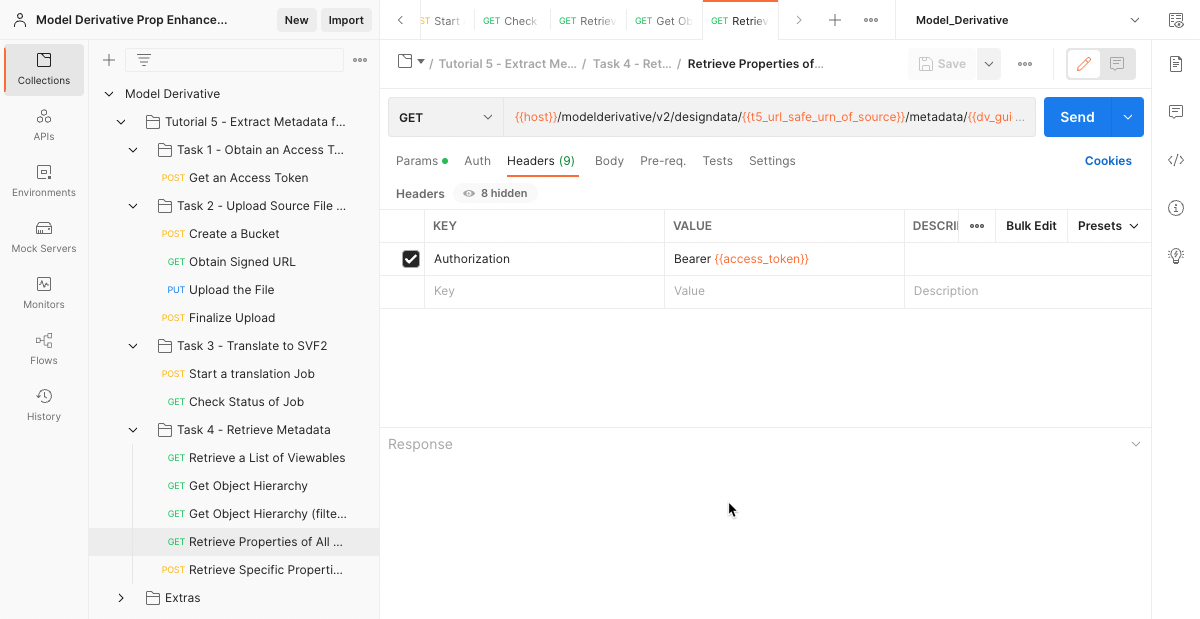 Model Derivative Prop Enhance...
New
Import
Start
GET Check
GET Retriev
GET Get Ob
GET Retriev
Model_Derivative
Collections
APIs
Environments
Mock Servers
Monitors
Flows
History
Model Derivative
Tutorial 5 - Extract Metadata f...
Task 1 - Obtain an Access T...
POST Get an Access Token
Task 2 - Upload Source File ...
POST Create a Bucket
GET Obtain Signed URL
PUT Upload the File
POST Finalize Upload
Task 3 - Translate to SVF2
POST Start a translation Job
GET Check Status of Job
Task 4 - Retrieve Metadata
GET Retrieve a List of Viewables
GET Get Object Hierarchy
GET Get Object Hierarchy (filte...
GET Retrieve Properties of All ...
POST Retrieve Specific Properti...
Extras
/ Tutorial 5 - Extract Me... / Task 4 - Ret... / Retrieve Properties of...
Save
GET
{{host}}/modelderivative/v2/designdata/{{t5_url_safe_urn_of_source}}/metadata/{{dv_gui ...
Send
Params Auth Headers (9) Body Pre-req. Tests Settings
Cookies
Headers
8 hidden
KEY VALUE DESCRI
Bulk Edit
Presets
Authorization Bearer {{access_token}}
Key Value Description
Response